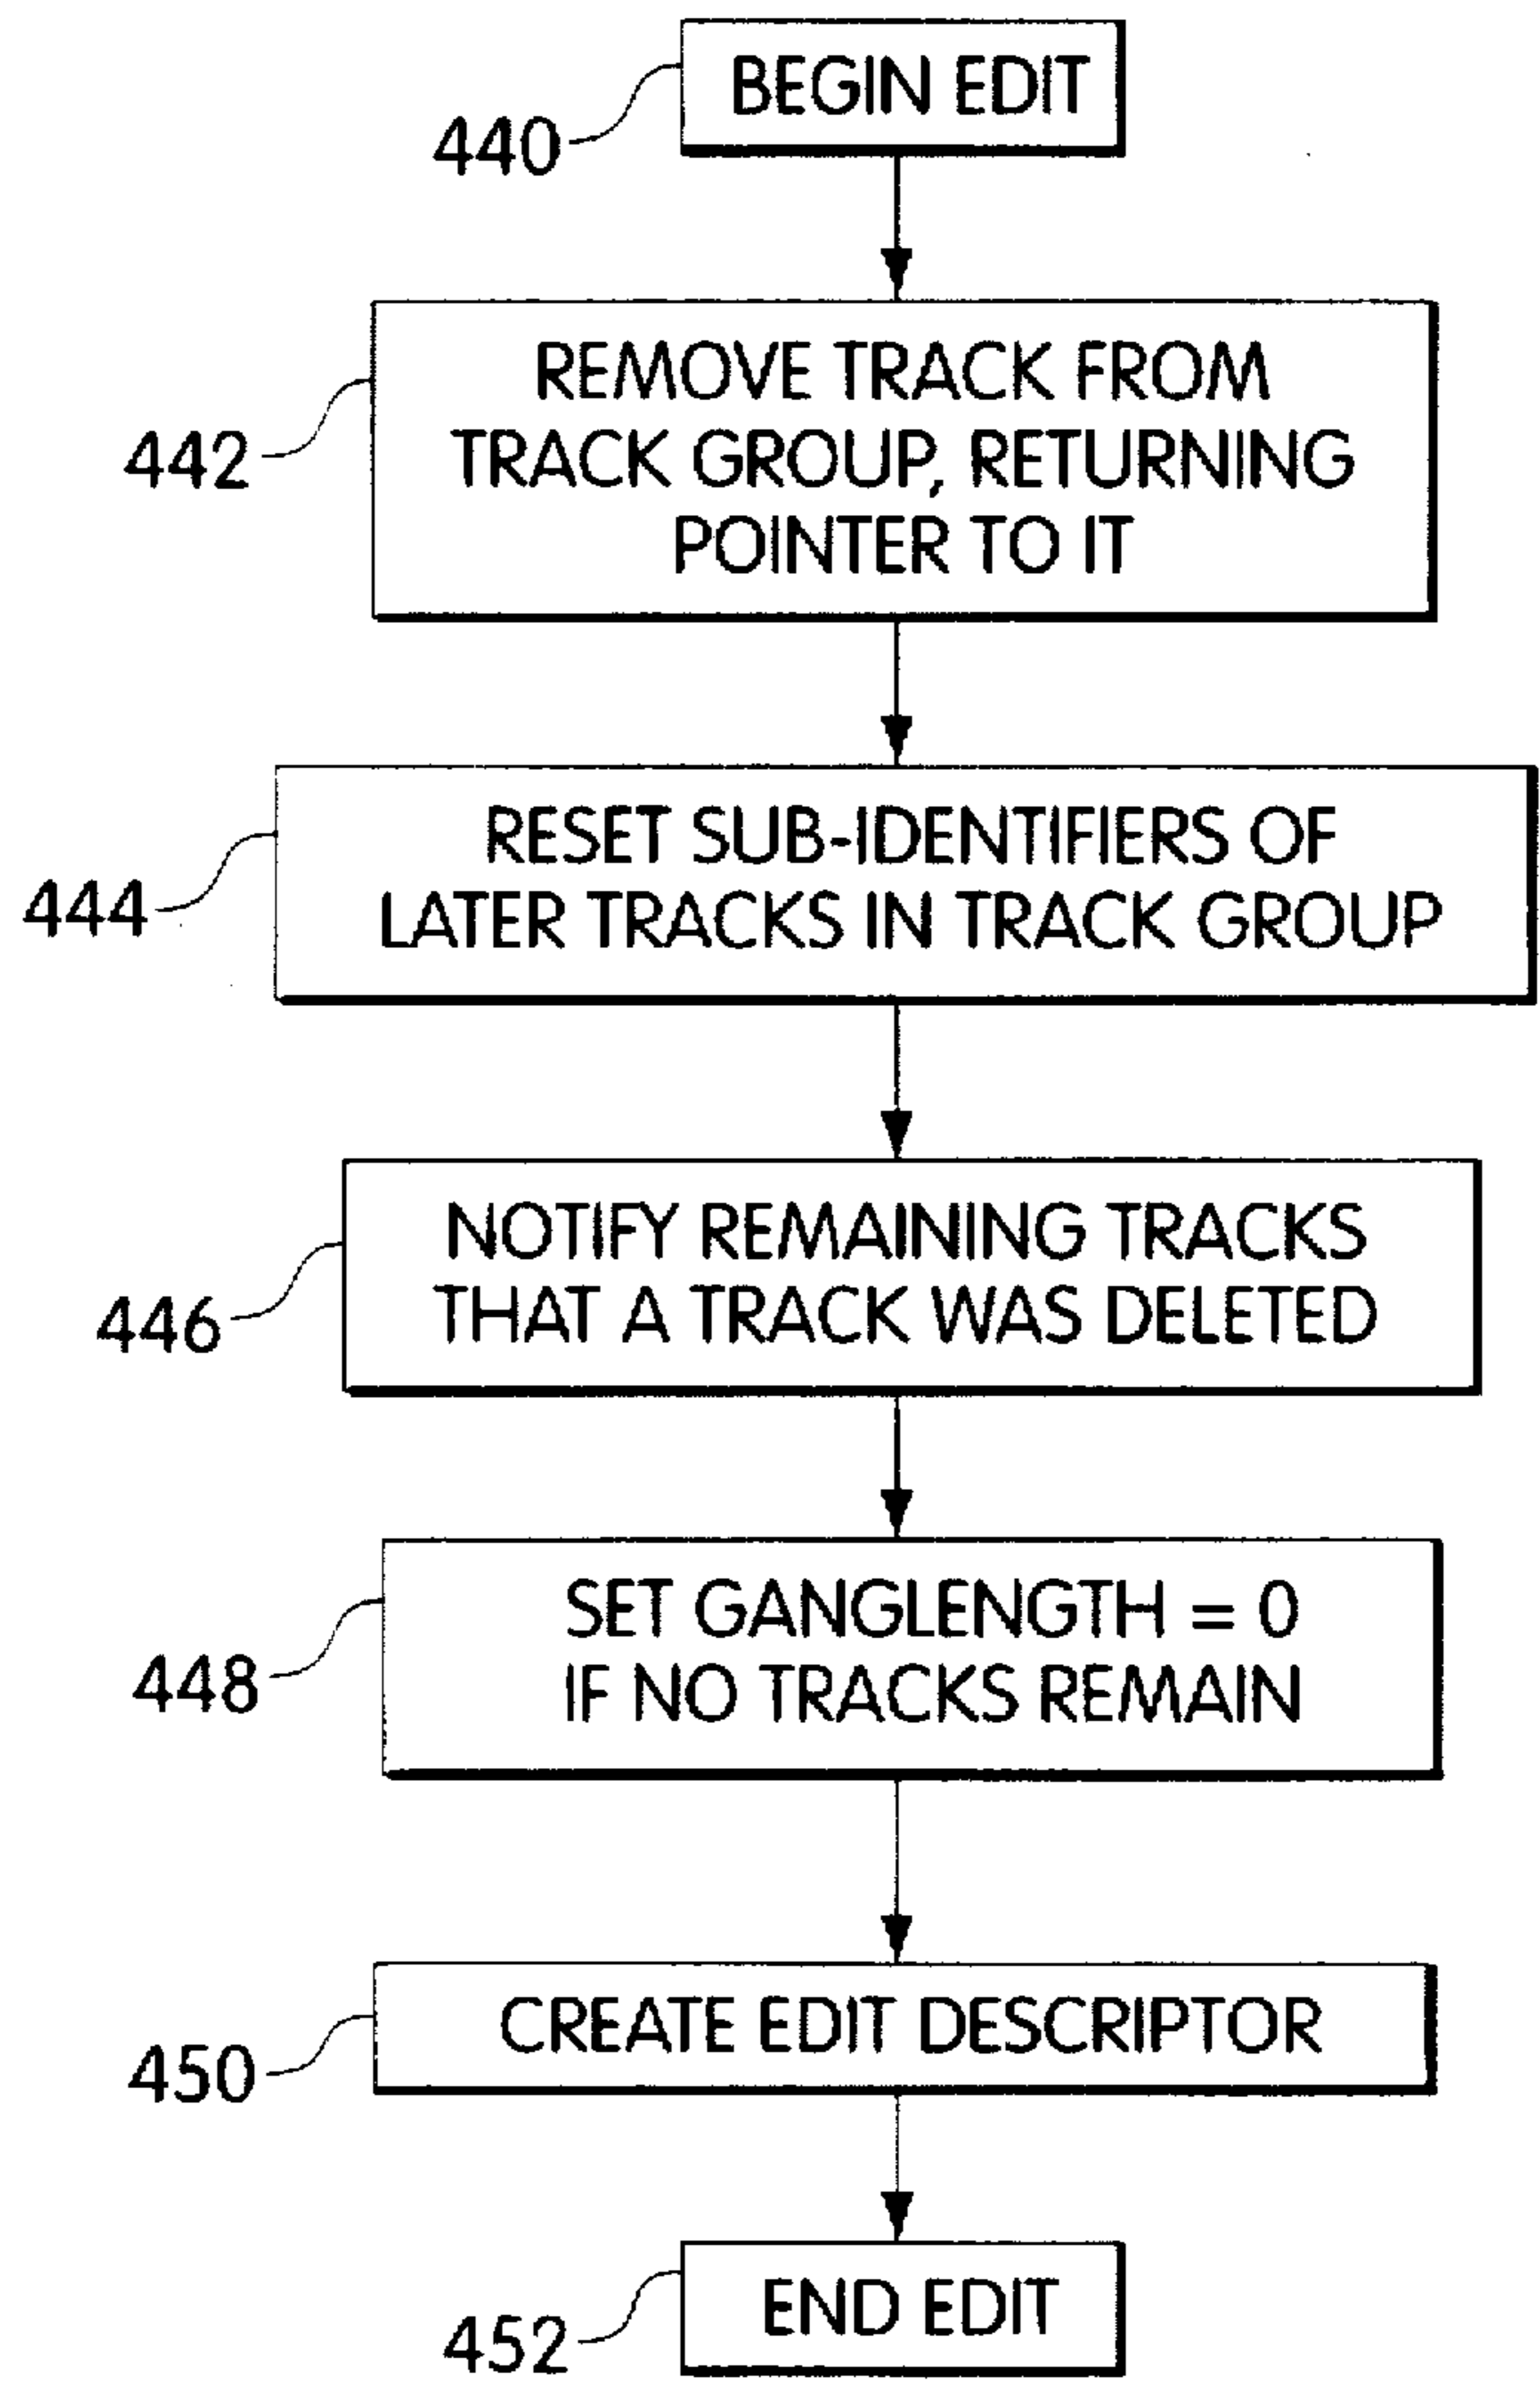 BEGIN EDIT
440
REMOVE TRACK FROM
TRACK GROUP, RETURNING
POINTER TO IT
442
RESET SUB-IDENTIFIERS OF
LATER TRACKS IN TRACK GROUP
444
NOTIFY REMAINING TRACKS
THAT A TRACK WAS DELETED
446
SET GANGLENGTH = 0
IF NO TRACKS REMAIN
448
CREATE EDIT DESCRIPTOR
450
END EDIT
452